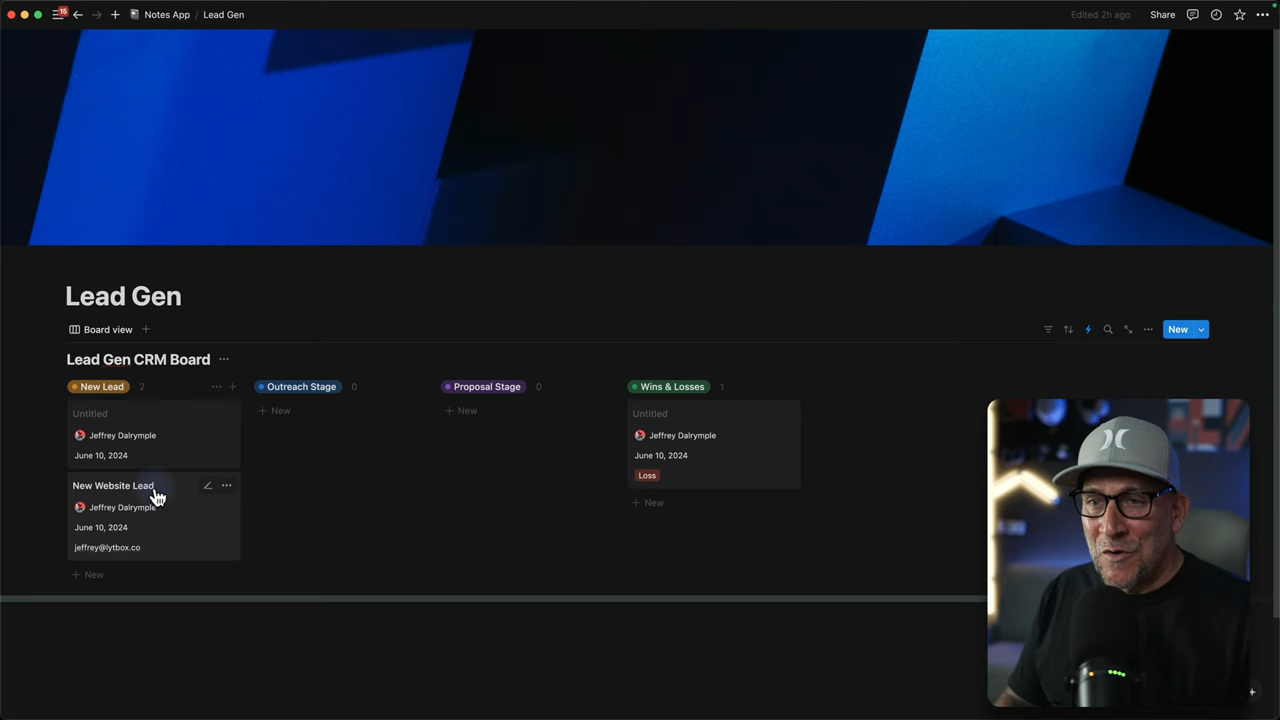 15
Notes App / Lead Gen
Edited 2h ago
Share
Lead Gen
Board view
New
Lead Gen CRM Board
New Lead 2
Outreach Stage 0
Proposal Stage 0
Wins & Losses 1
Untitled
Jeffrey Dalrymple
June 10, 2024
New Website Lead
Jeffrey Dalrymple
June 10, 2024
jeffrey@lytbox.co
+ New
+ New
+ New
Untitled
Jeffrey Dalrymple
June 10, 2024
Loss
+ New